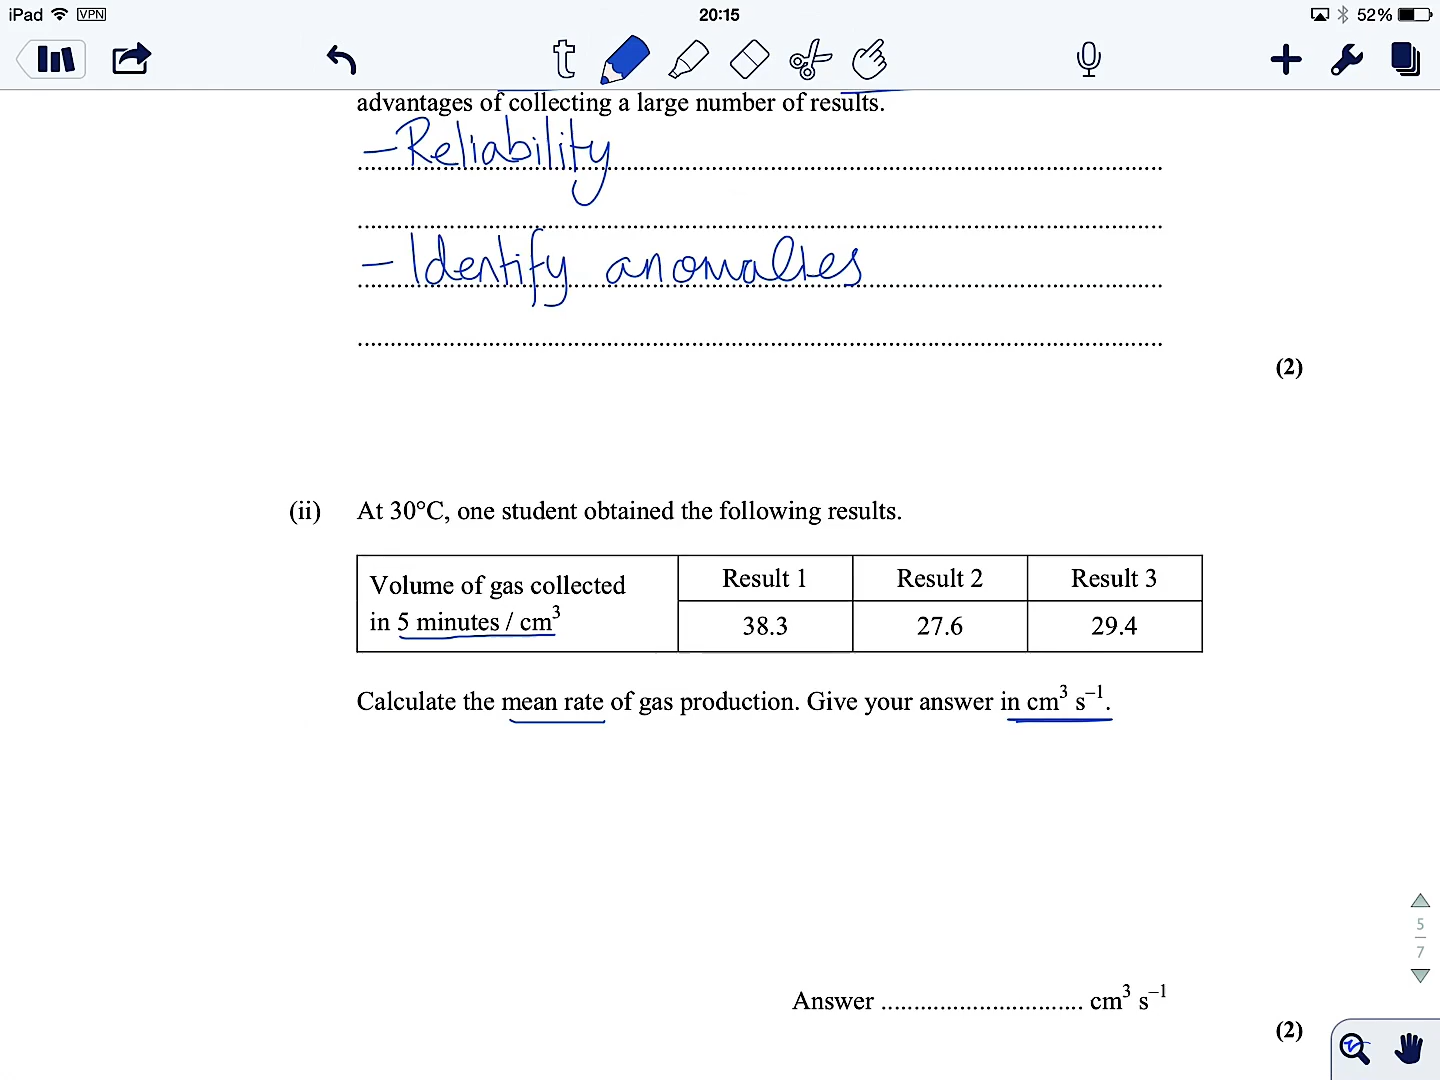 iPad VPN 20:15 52%
t
advantages of collecting a large number of results.
– Reliability
– Identify anomalies
(2)
(ii) At 30°C, one student obtained the following results.
Volume of gas collected in 5 minutes / cm³
Result 1 Result 2 Result 3
38.3 27.6 29.4
Calculate the mean rate of gas production. Give your answer in cm³ s⁻¹.
5
7
Answer .............................. cm³ s⁻¹
(2)